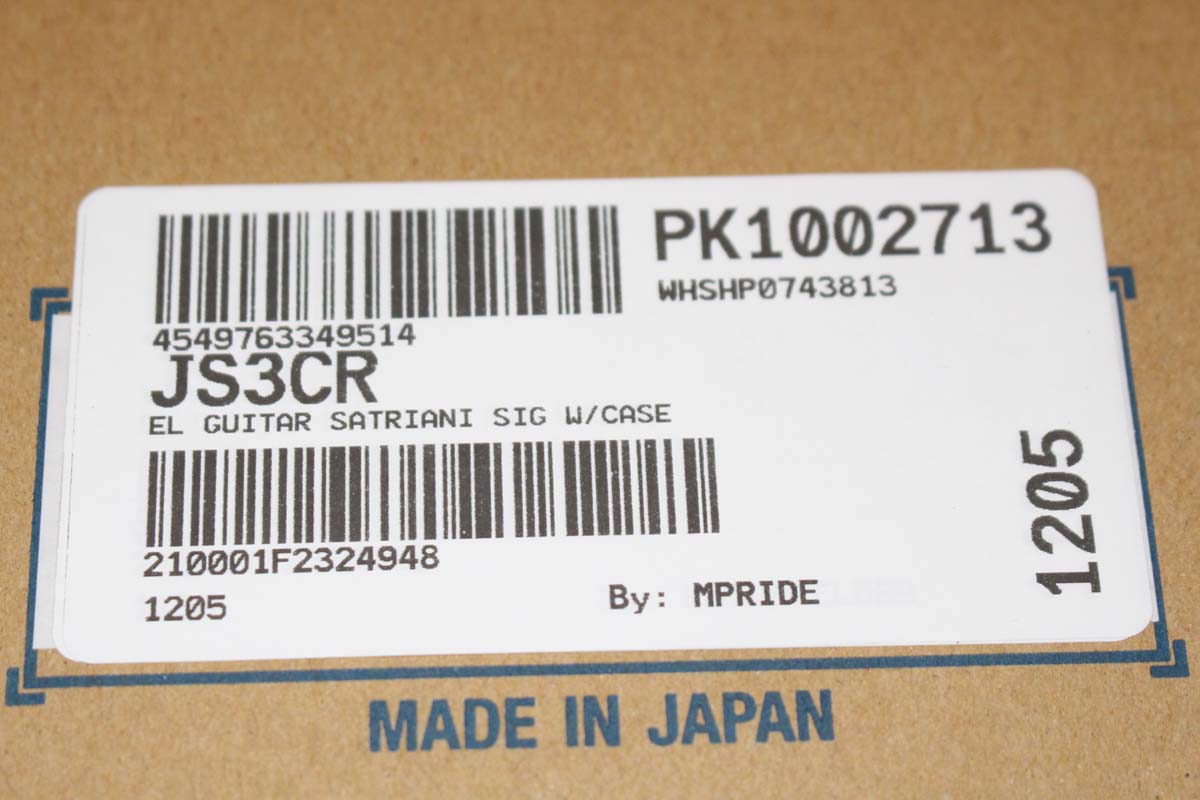 PK1002713
WHSHP0743813
4549763349514
JS3CR
EL GUITAR SATRIANI SIG W/CASE
210001F2324948
1205
By: MPRIDE
1205
MADE IN JAPAN